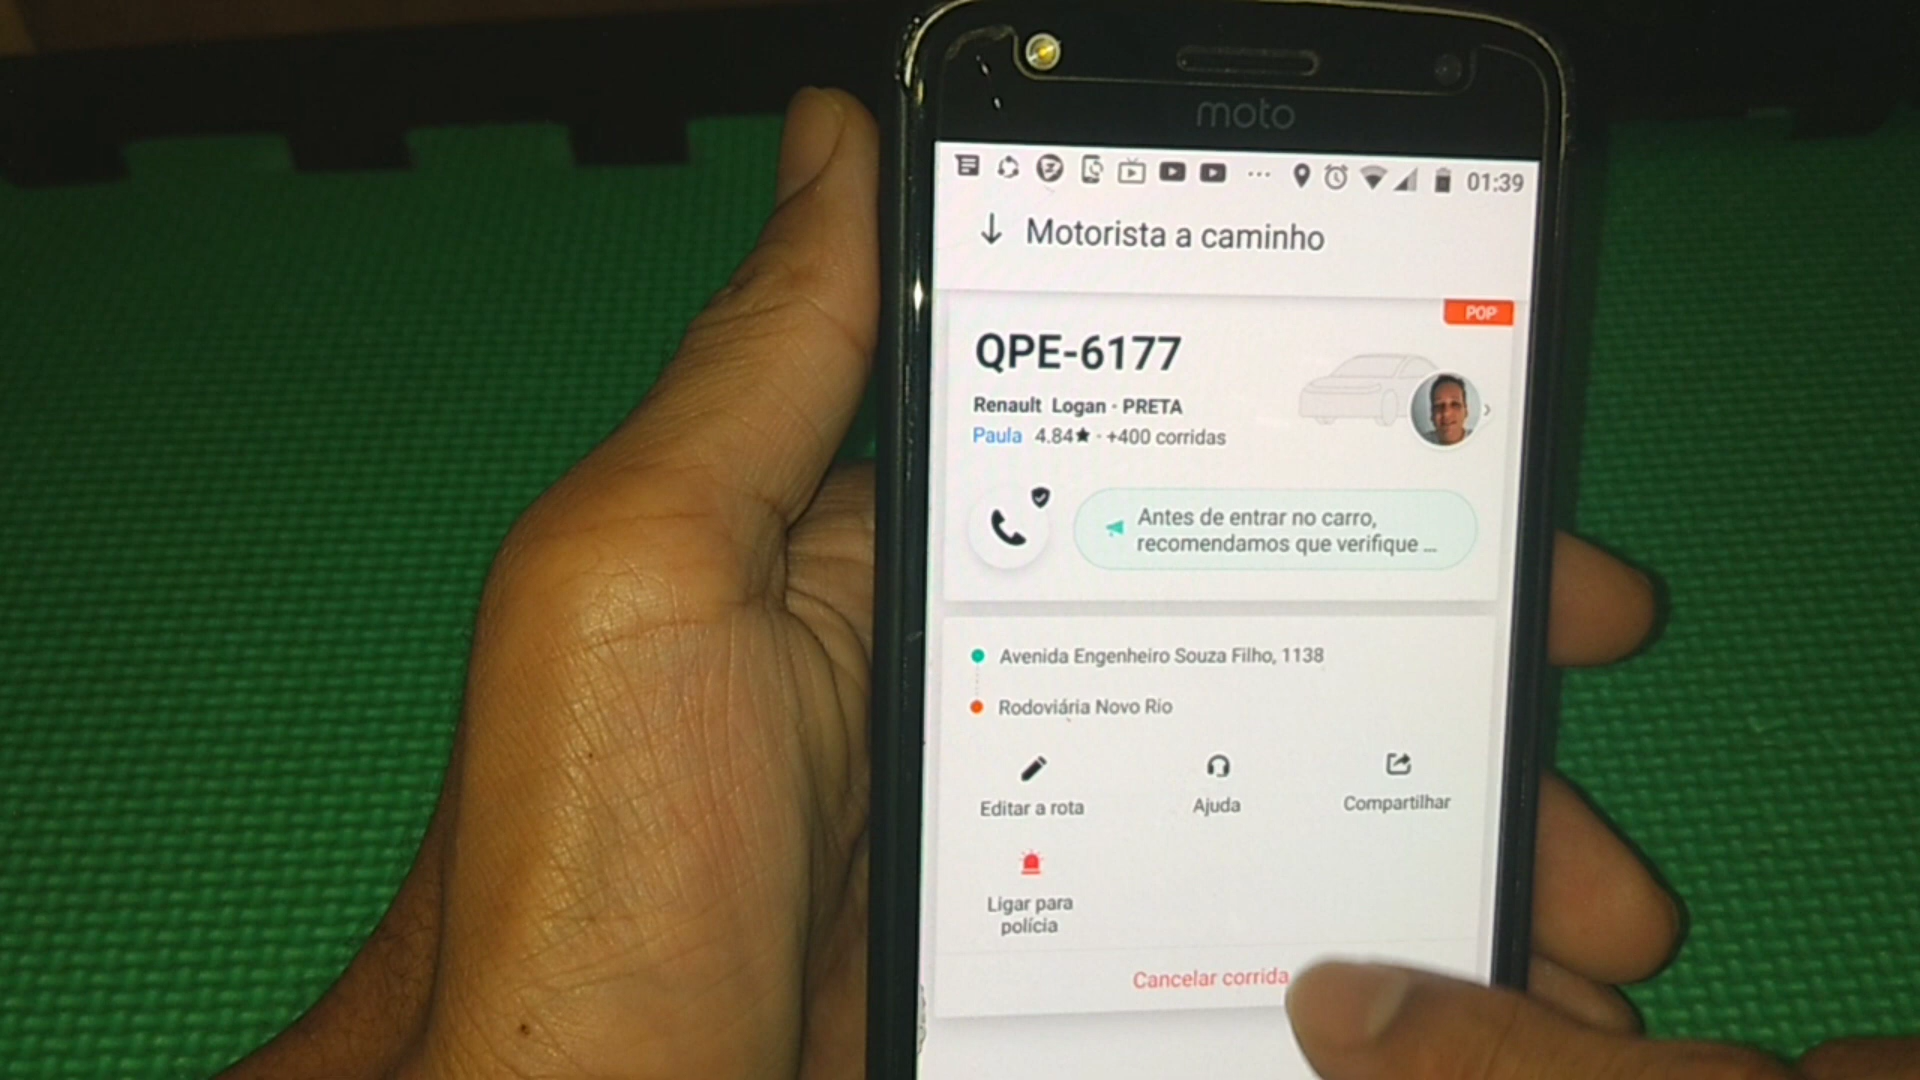 moto
01:39
Motorista a caminho
POP
QPE-6177
Renault Logan · PRETA
Paula 4.84★ · +400 corridas
Antes de entrar no carro,
recomendamos que verifique ...
Avenida Engenheiro Souza Filho, 1138
Rodoviária Novo Rio
Editar a rota
Ajuda
Compartilhar
Ligar para
polícia
Cancelar corrida